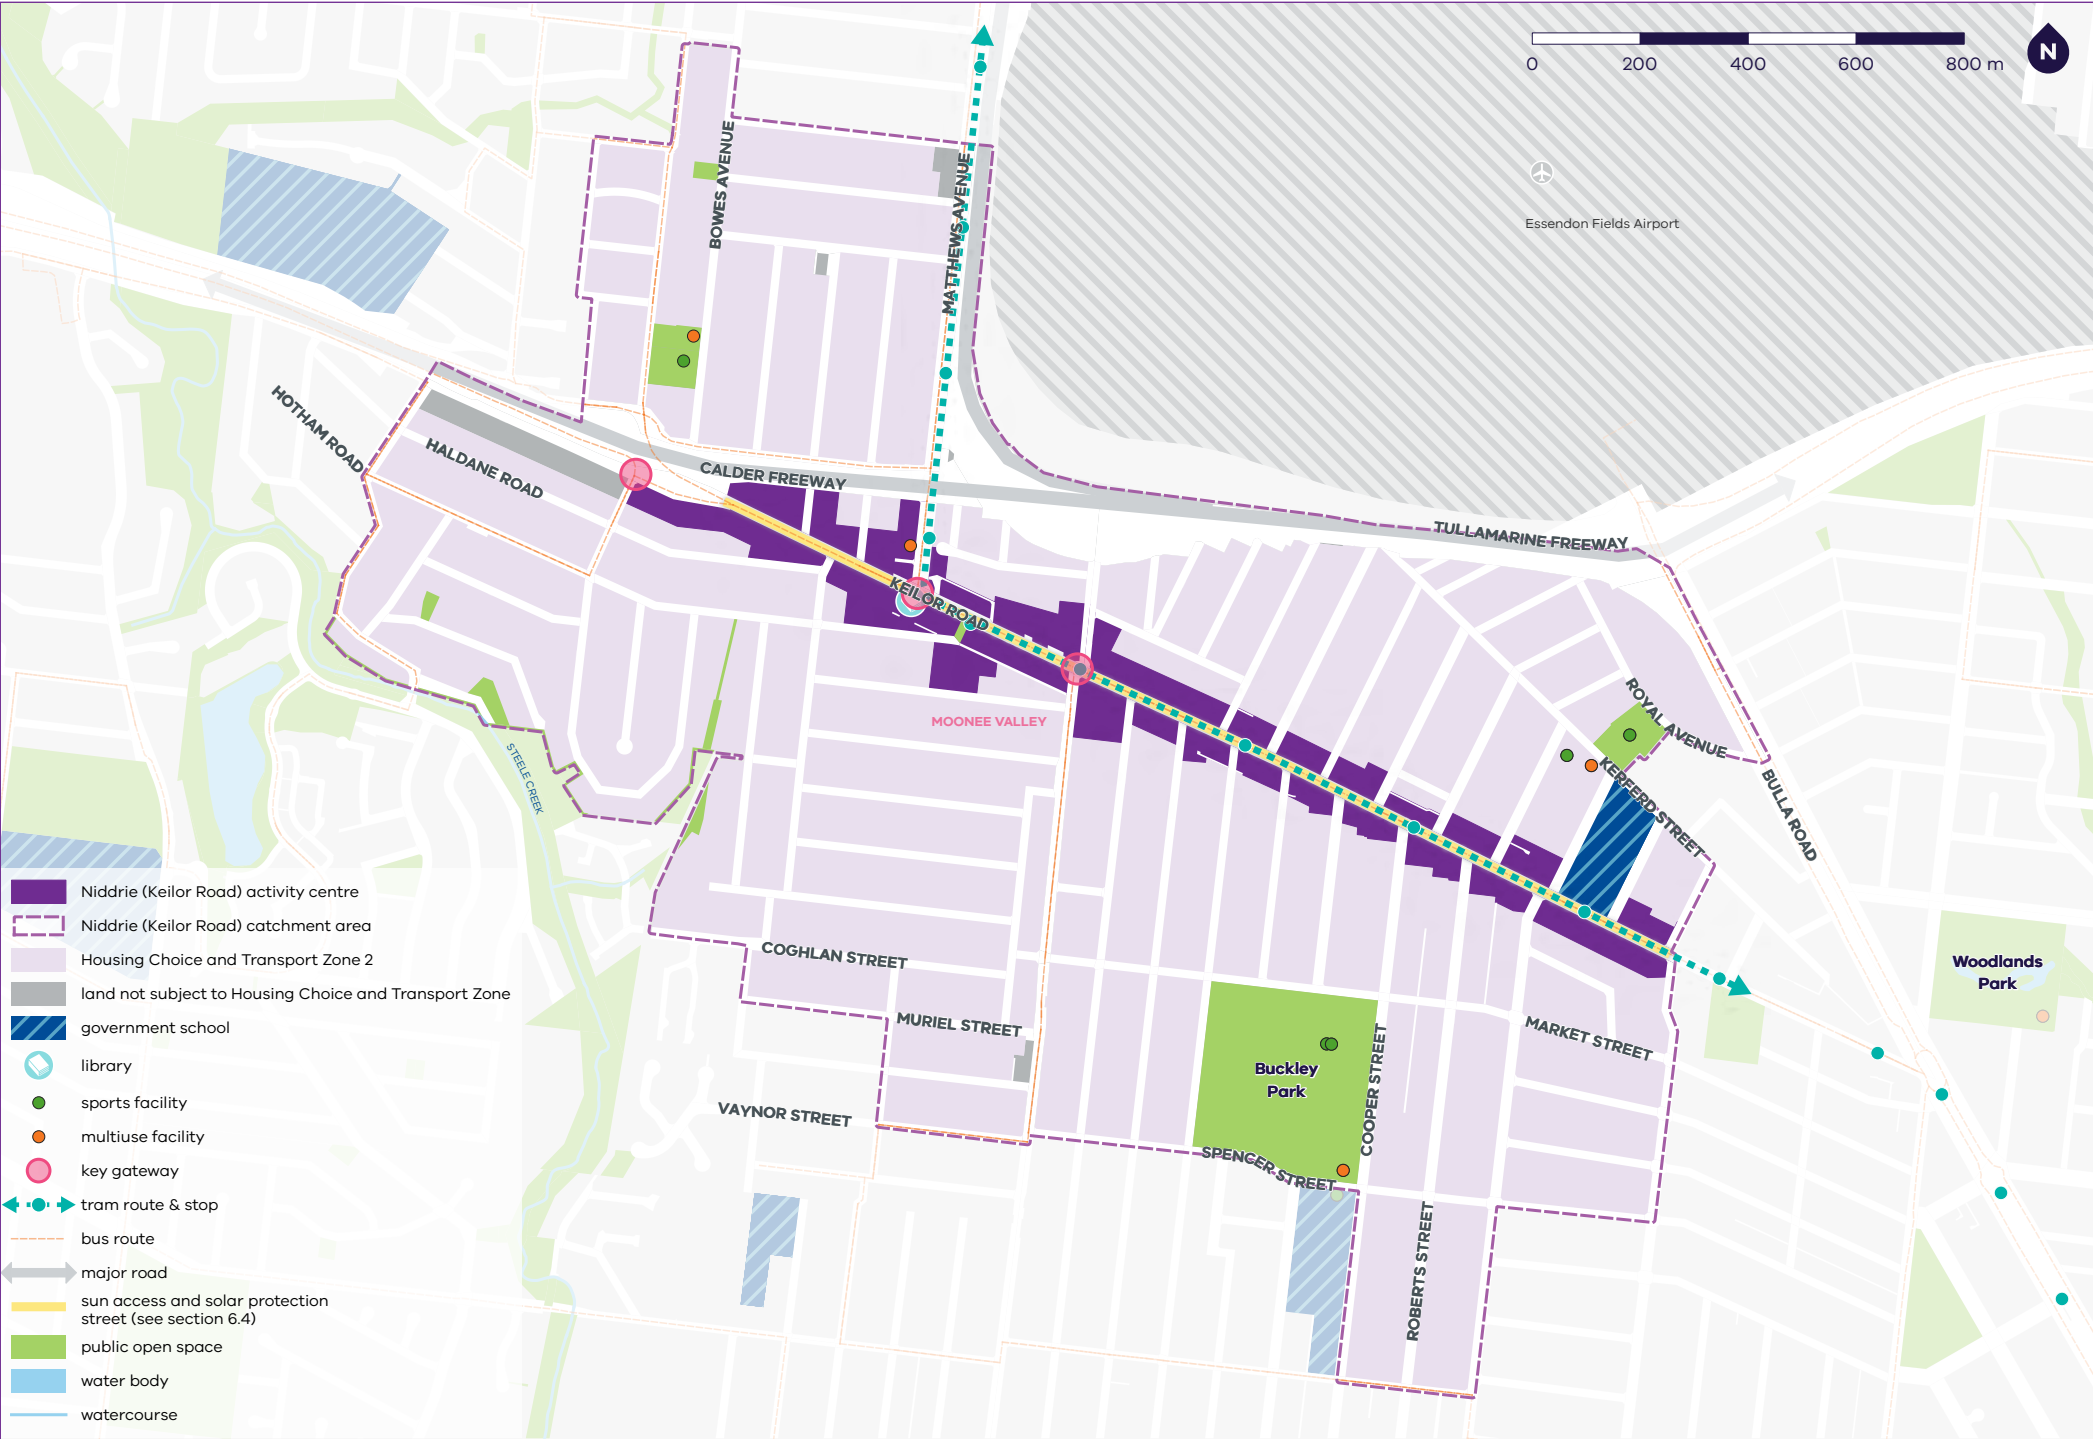 0 200 400 600 800 m
N
Essendon Fields Airport
BOWES AVENUE
MATTHEWS AVENUE
HOTHAM ROAD
HALDANE ROAD
CALDER FREEWAY
TULLAMARINE FREEWAY
KEILOR ROAD
MOONEE VALLEY
ROYAL AVENUE
KERFERD STREET
BULLA ROAD
STEELE CREEK
COGHLAN STREET
MURIEL STREET
VAYNOR STREET
Buckley
Park
COOPER STREET
SPENCER STREET
ROBERTS STREET
MARKET STREET
Woodlands
Park
Niddrie (Keilor Road) activity centre
Niddrie (Keilor Road) catchment area
Housing Choice and Transport Zone 2
land not subject to Housing Choice and Transport Zone
government school
library
sports facility
multiuse facility
key gateway
tram route & stop
bus route
major road
sun access and solar protection
street (see section 6.4)
public open space
water body
watercourse